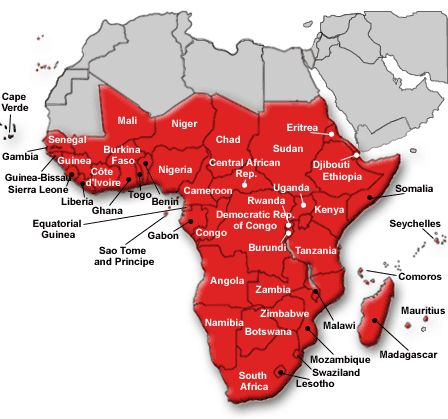 Cape
Verde
Mali
Niger
Chad
Eritrea
Sudan
Senegal
Gambia
Guinea
Burkina
Faso
Nigeria
Central African
Rep.
Djibouti
Ethiopia
Guinea-Bissau
Sierra Leone
Côte
d'Ivoire
Liberia
Ghana
Togo
Benin
Cameroon
Uganda
Somalia
Rwanda
Kenya
Equatorial
Guinea
Gabon
Congo
Democratic Rep.
of Congo
Seychelles
Sao Tome
and Principe
Burundi
Tanzania
Comoros
Angola
Zambia
Malawi
Mauritius
Namibia
Zimbabwe
Botswana
Mozambique
Madagascar
Swaziland
South
Africa
Lesotho